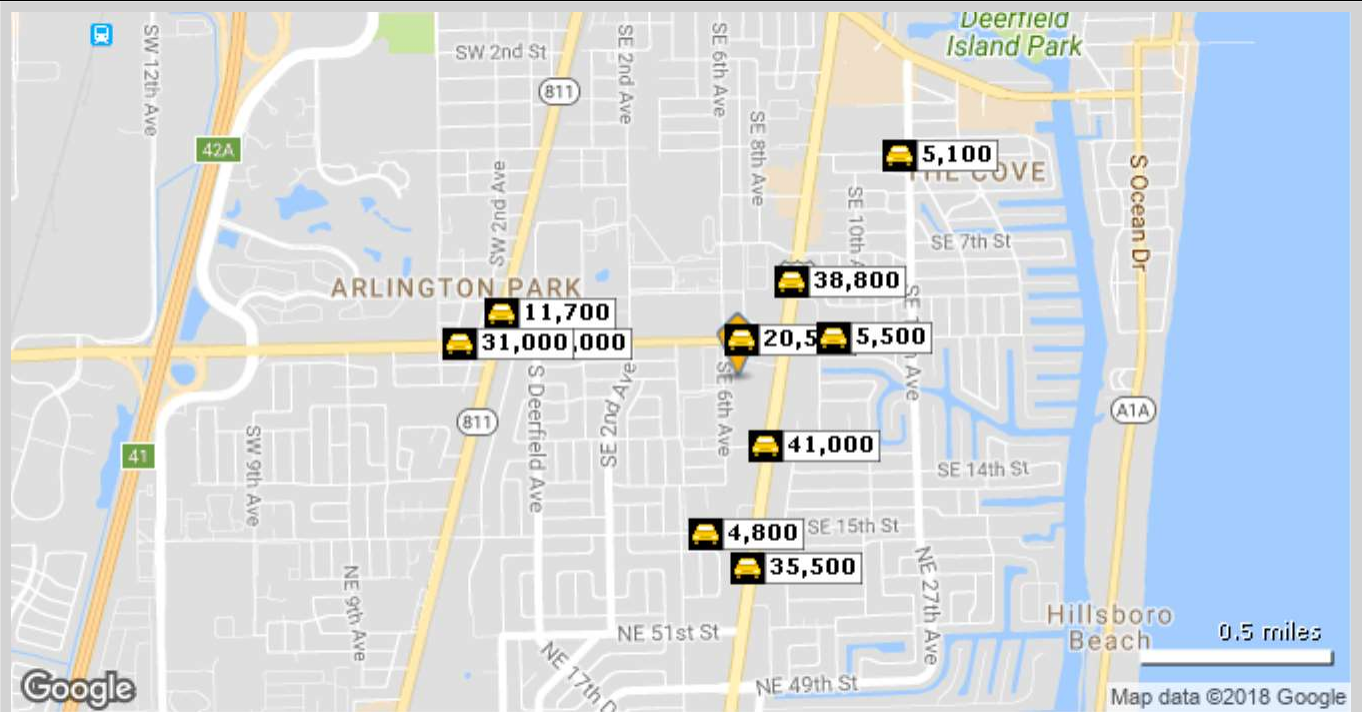 Deerfield
Island Park
SW 12th Ave
SW 2nd St
SE 2nd Ave
SE 6th Ave
811
SE 8th Ave
42A
5,100
THE COVE
SW 2nd Ave
SE 10th
S Ocean Dr
SE 7th St
38,800
ARLINGTON PARK
11,700
31,000
,000
20,5
5,500
Ave
S Deerfield Ave
SE 2nd Ave
SE 6th Ave
811
A1A
41
SW 9th Ave
41,000
SE 14th St
4,800
SE 15th St
35,500
NE 9th Ave
NE 27th Ave
Hillsboro
Beach
NE 51st St
0.5 miles
NE 17th
NE 49th St
Google
Map data ©2018 Google